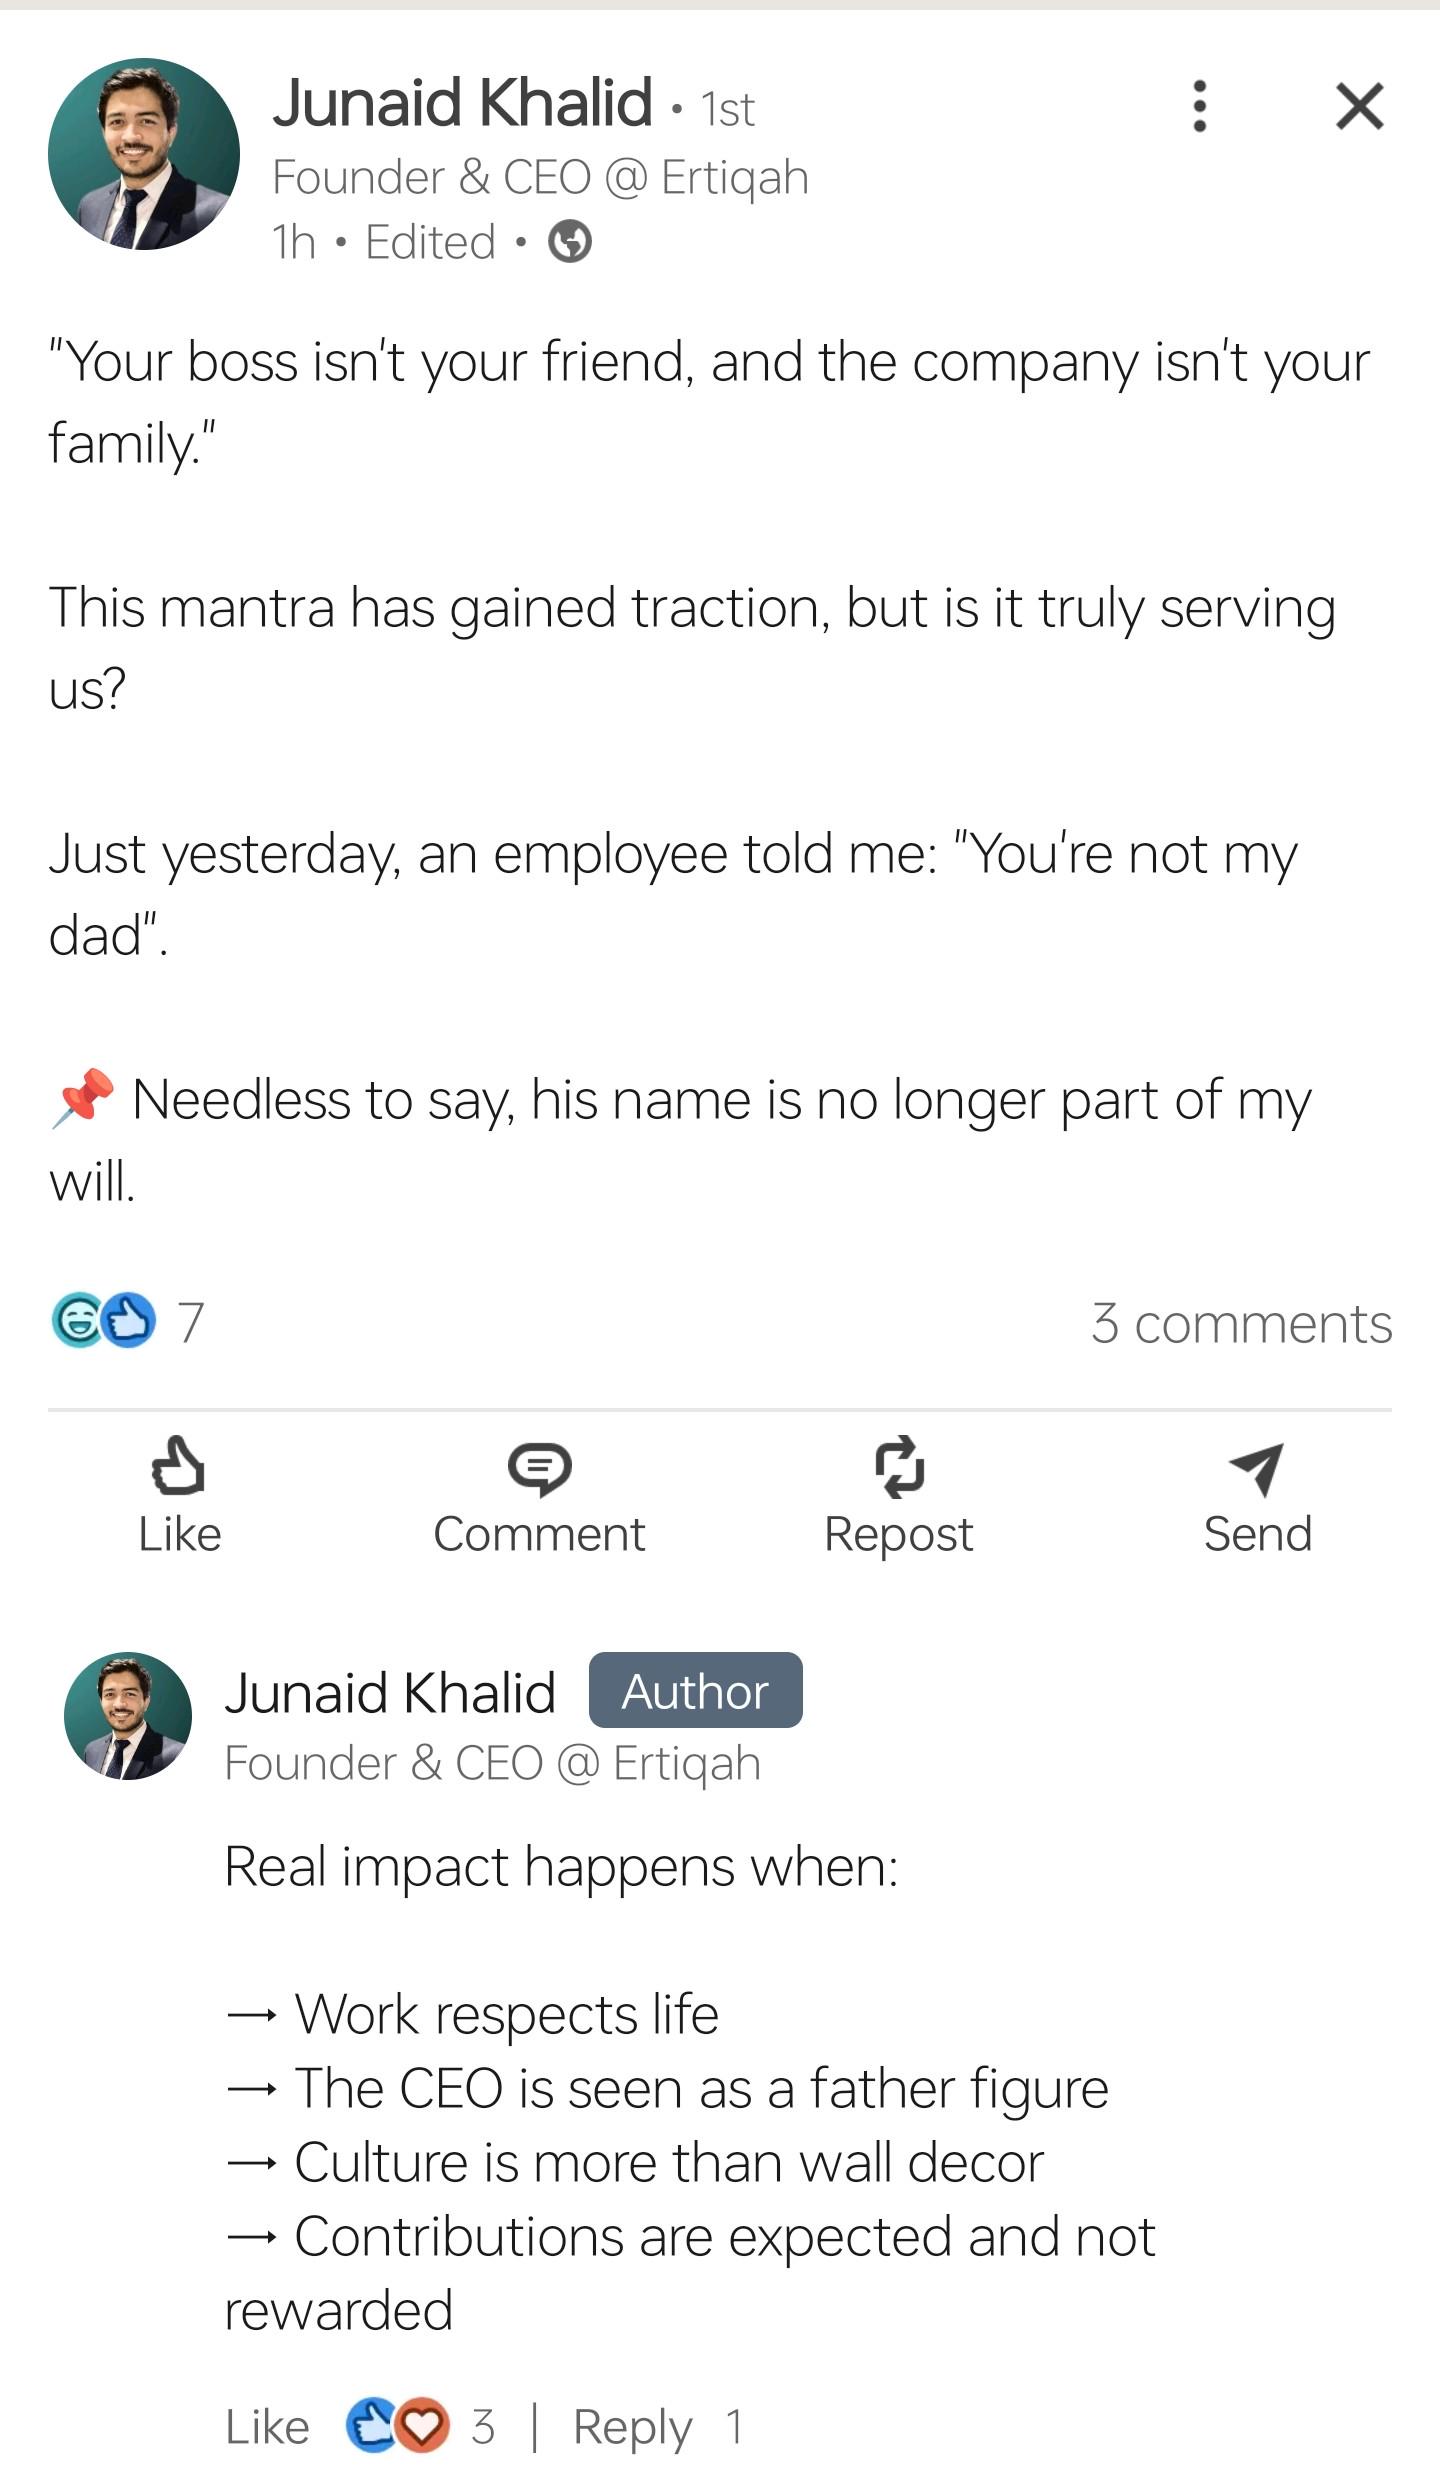 Junaid Khalid • 1st
Founder & CEO @ Ertiqah
1h • Edited •
"Your boss isn't your friend, and the company isn't your
family."
This mantra has gained traction, but is it truly serving
us?
Just yesterday, an employee told me: "You're not my
dad".
📌 Needless to say, his name is no longer part of my
will.
7 3 comments
Like Comment Repost Send
Junaid Khalid Author
Founder & CEO @ Ertiqah
Real impact happens when:
→ Work respects life
→ The CEO is seen as a father figure
→ Culture is more than wall decor
→ Contributions are expected and not
rewarded
Like 3 | Reply 1